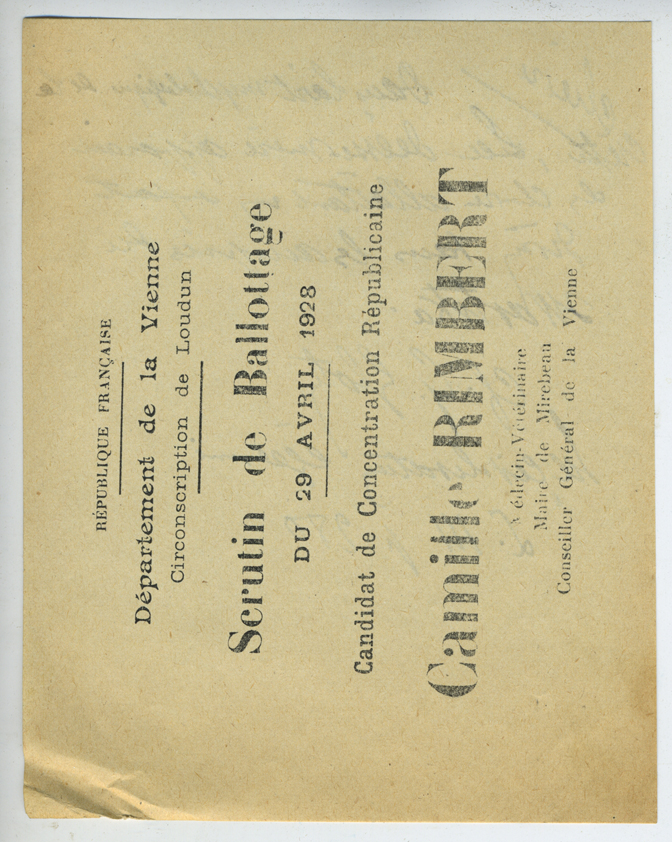 RÉPUBLIQUE FRANÇAISE
Département de la Vienne
Circonscription de Loudun
Scrutin de Ballottage
DU 29 AVRIL 1928
Candidat de Concentration Républicaine
Camille RIMBERT
Médecin-Vétérinaire
Maire de Mirebeau
Conseiller Général de la Vienne